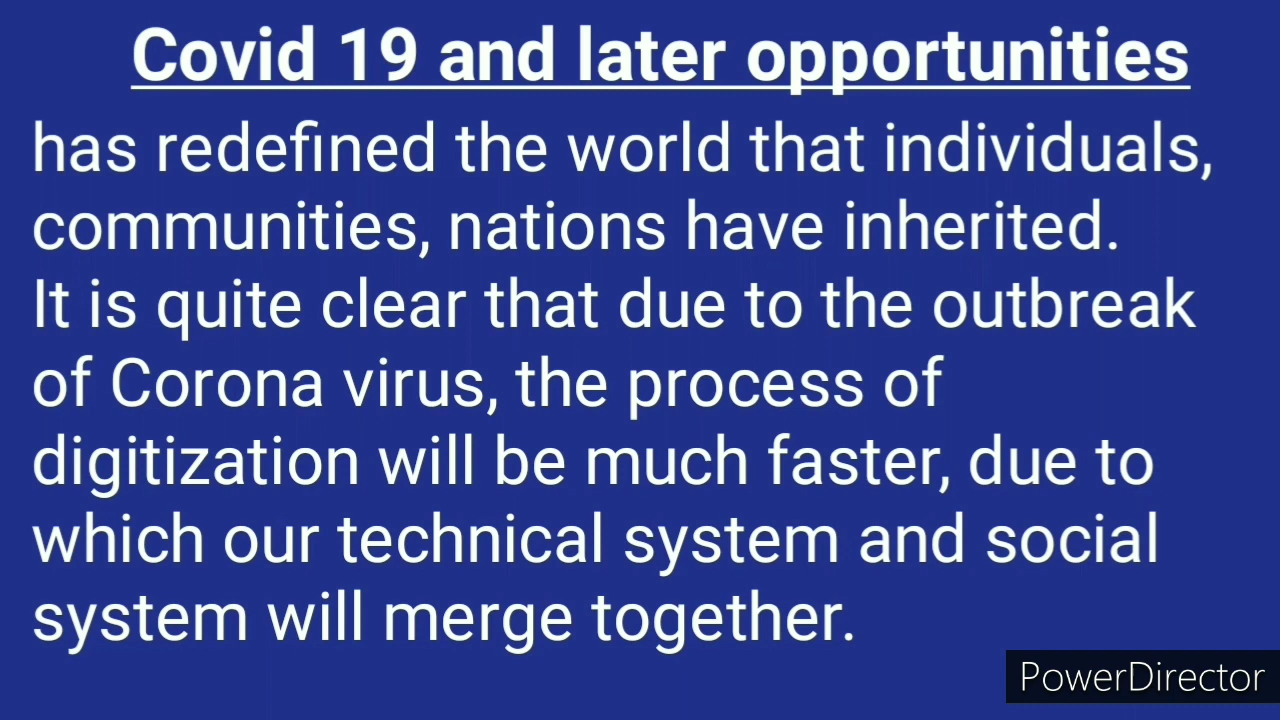 Covid 19 and later opportunities
has redefined the world that individuals,
communities, nations have inherited.
It is quite clear that due to the outbreak
of Corona virus, the process of
digitization will be much faster, due to
which our technical system and social
system will merge together.
PowerDirector